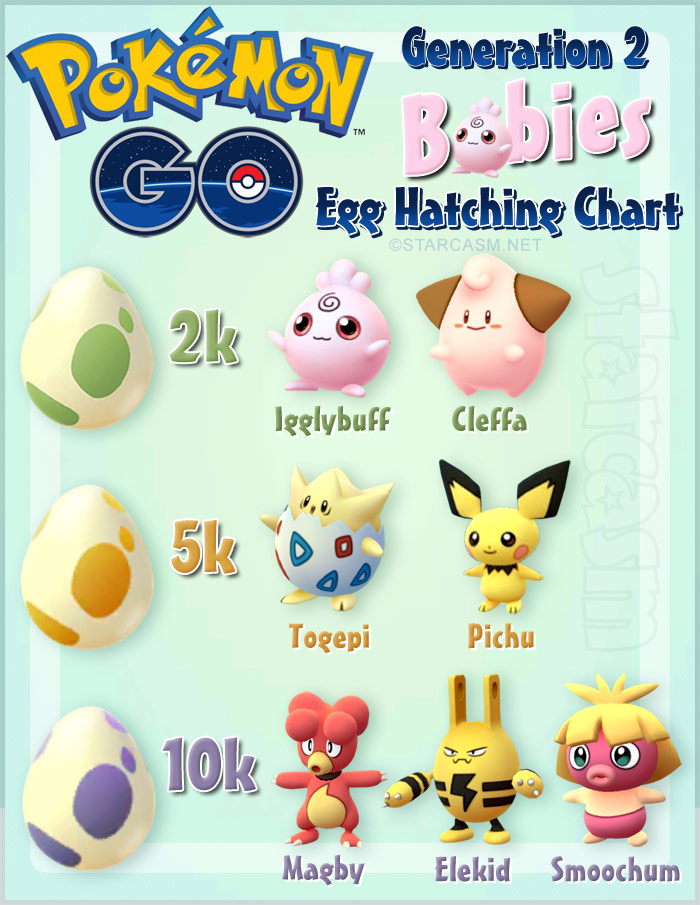 POKéMON
TM
GO
Generation 2
Babies
Egg Hatching Chart
©STARCASM.NET
starcasm
2k
Igglybuff
Cleffa
5k
Togepi
Pichu
10k
Magby
Elekid
Smoochum